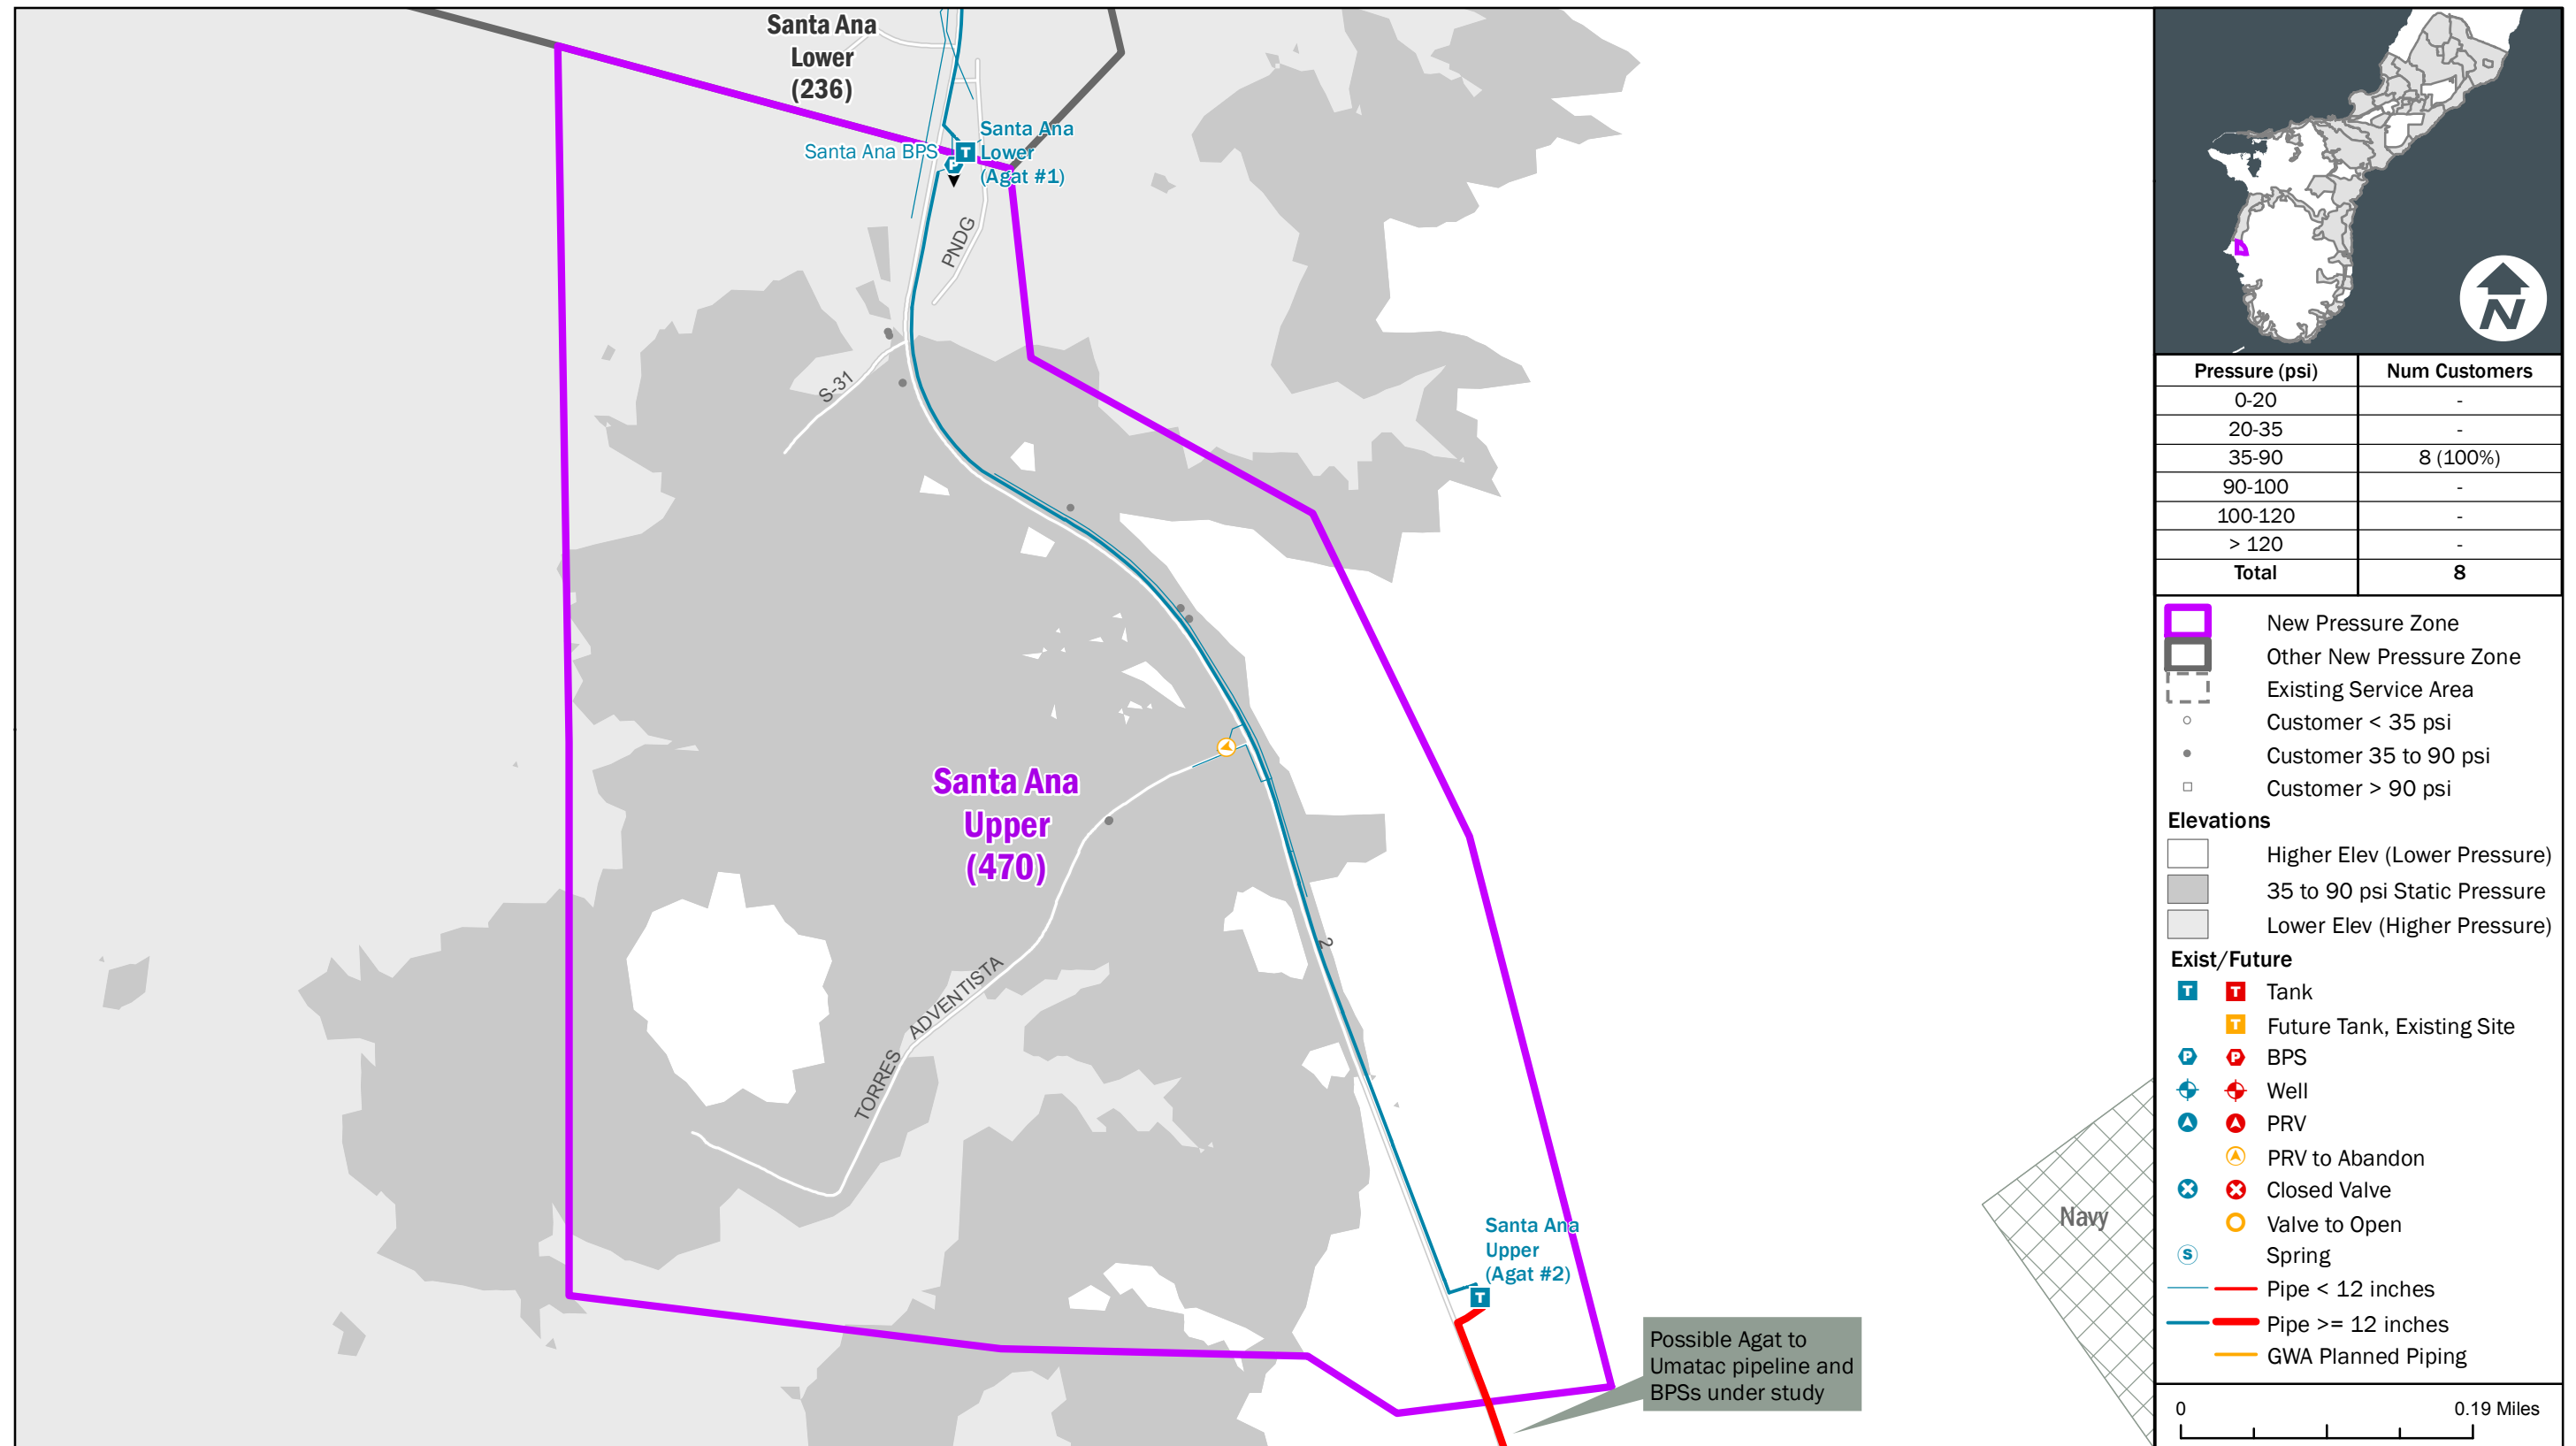 Santa Ana
Lower
(236)
Santa Ana BPS
Santa Ana
Lower
(Agat #1)
PNDG
S-31
Santa Ana
Upper
(470)
2
TORRES ADVENTISTA
Santa Ana
Upper
(Agat #2)
Possible Agat to
Umatac pipeline and
BPSs under study
Navy
N
Pressure (psi) Num Customers
0-20 -
20-35 -
35-90 8 (100%)
90-100 -
100-120 -
> 120 -
Total 8
New Pressure Zone
Other New Pressure Zone
Existing Service Area
Customer < 35 psi
Customer 35 to 90 psi
Customer > 90 psi
Elevations
Higher Elev (Lower Pressure)
35 to 90 psi Static Pressure
Lower Elev (Higher Pressure)
Exist/Future
T T Tank
T Future Tank, Existing Site
P P BPS
Well
PRV
PRV to Abandon
Closed Valve
Valve to Open
S Spring
Pipe < 12 inches
Pipe >= 12 inches
GWA Planned Piping
0 0.19 Miles